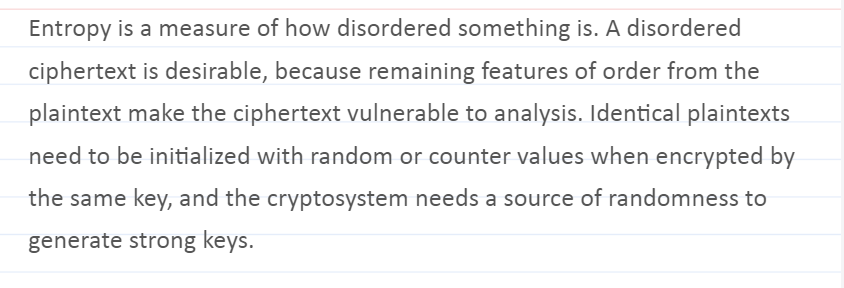 Entropy is a measure of how disordered something is. A disordered
ciphertext is desirable, because remaining features of order from the
plaintext make the ciphertext vulnerable to analysis. Identical plaintexts
need to be initialized with random or counter values when encrypted by
the same key, and the cryptosystem needs a source of randomness to
generate strong keys.